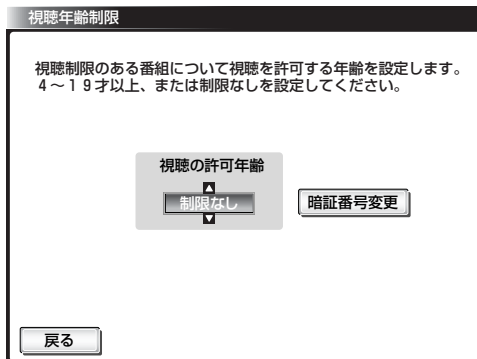 視聴年齢制限
視聴制限のある番組について視聴を許可する年齢を設定します。
4～19才以上、または制限なしを設定してください。
視聴の許可年齢
制限なし
暗証番号変更
戻る